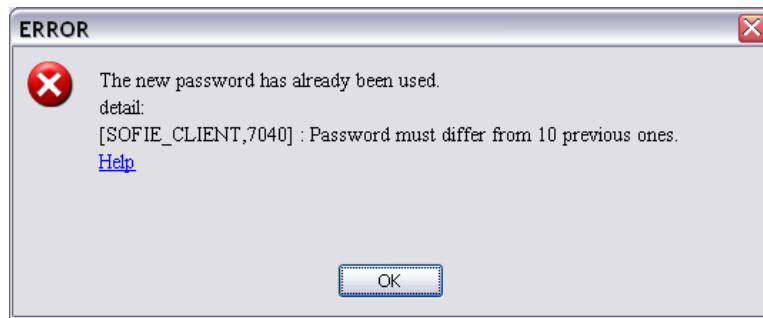 ERROR
The new password has already been used.
detail:
[SOFIE_CLIENT,7040] : Password must differ from 10 previous ones.
Help
OK